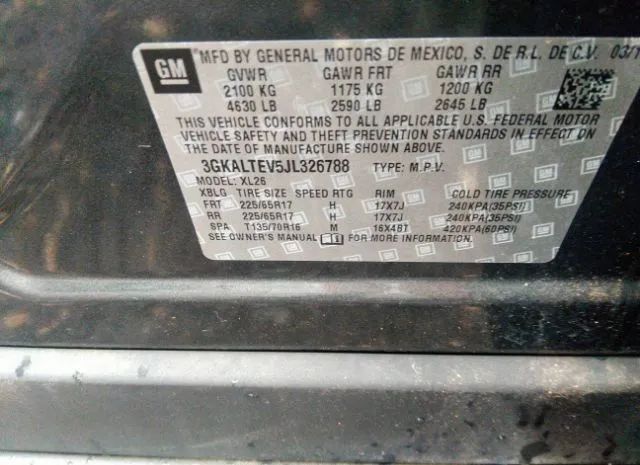 GM
MFD BY GENERAL MOTORS DE MEXICO, S. DE R.L. DE C.V. 03/1
GVWR GAWR FRT GAWR RR
2100 KG 1175 KG 1200 KG
4630 LB 2590 LB 2645 LB
THIS VEHICLE CONFORMS TO ALL APPLICABLE U.S. FEDERAL MOTOR
VEHICLE SAFETY AND THEFT PREVENTION STANDARDS IN EFFECT ON
THE DATE OF MANUFACTURE SHOWN ABOVE.
3GKALTEV5JL326788 TYPE: M.P.V.
MODEL: XL26
XBLG TIRE SIZE SPEED RTG RIM COLD TIRE PRESSURE
FRT 225/65R17 H 17X7J 240KPA(35PSI)
RR 225/65R17 H 17X7J 240KPA(35PSI)
SPA T135/70R16 M 16X4BT 420KPA(60PSI)
SEE OWNER'S MANUAL FOR MORE INFORMATION